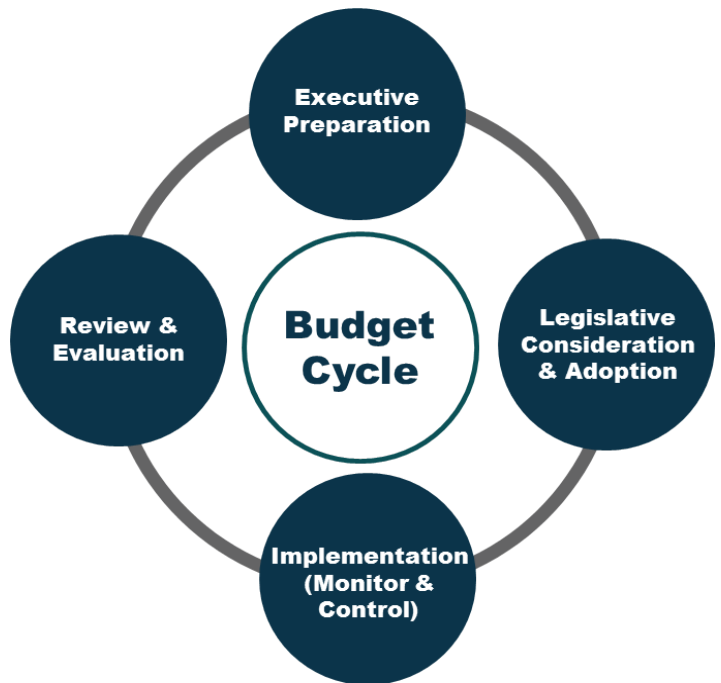 Executive
Preparation
Review &
Evaluation
Budget
Cycle
Legislative
Consideration
& Adoption
Implementation
(Monitor &
Control)